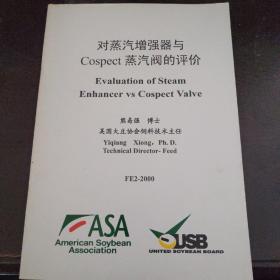 对蒸汽增强器与
Cospect 蒸汽阀的评价
Evaluation of Steam
Enhancer vs Cospect Valve
熊易强 博士
美国大豆协会饲料技术主任
Yiqiang Xiong, Ph. D.
Technical Director- Feed
FE2-2000
ASA
American Soybean
Association
USB
UNITED SOYBEAN BOARD